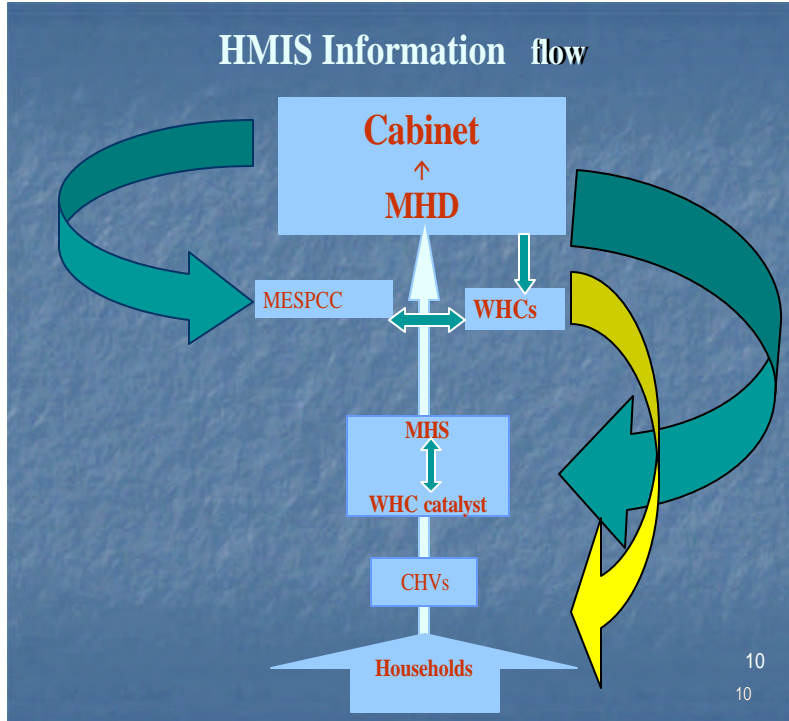 HMIS Information flow
Cabinet
↑
MHD
MESPCC
WHCs
MHS
WHC catalyst
CHVs
Households
10
10